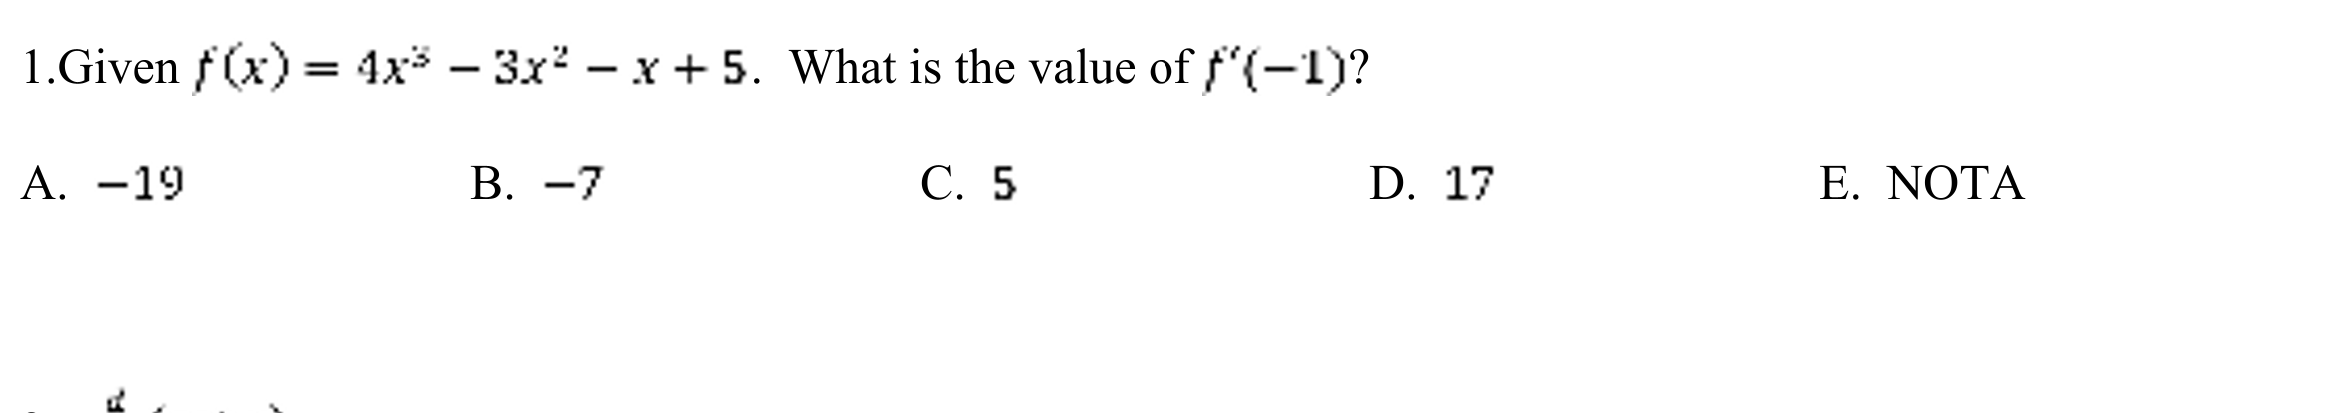 1.Given f(x) = 4x³ − 3x² − x + 5. What is the value of f'(−1)?
A. −19 B. −7 C. 5 D. 17 E. NOTA